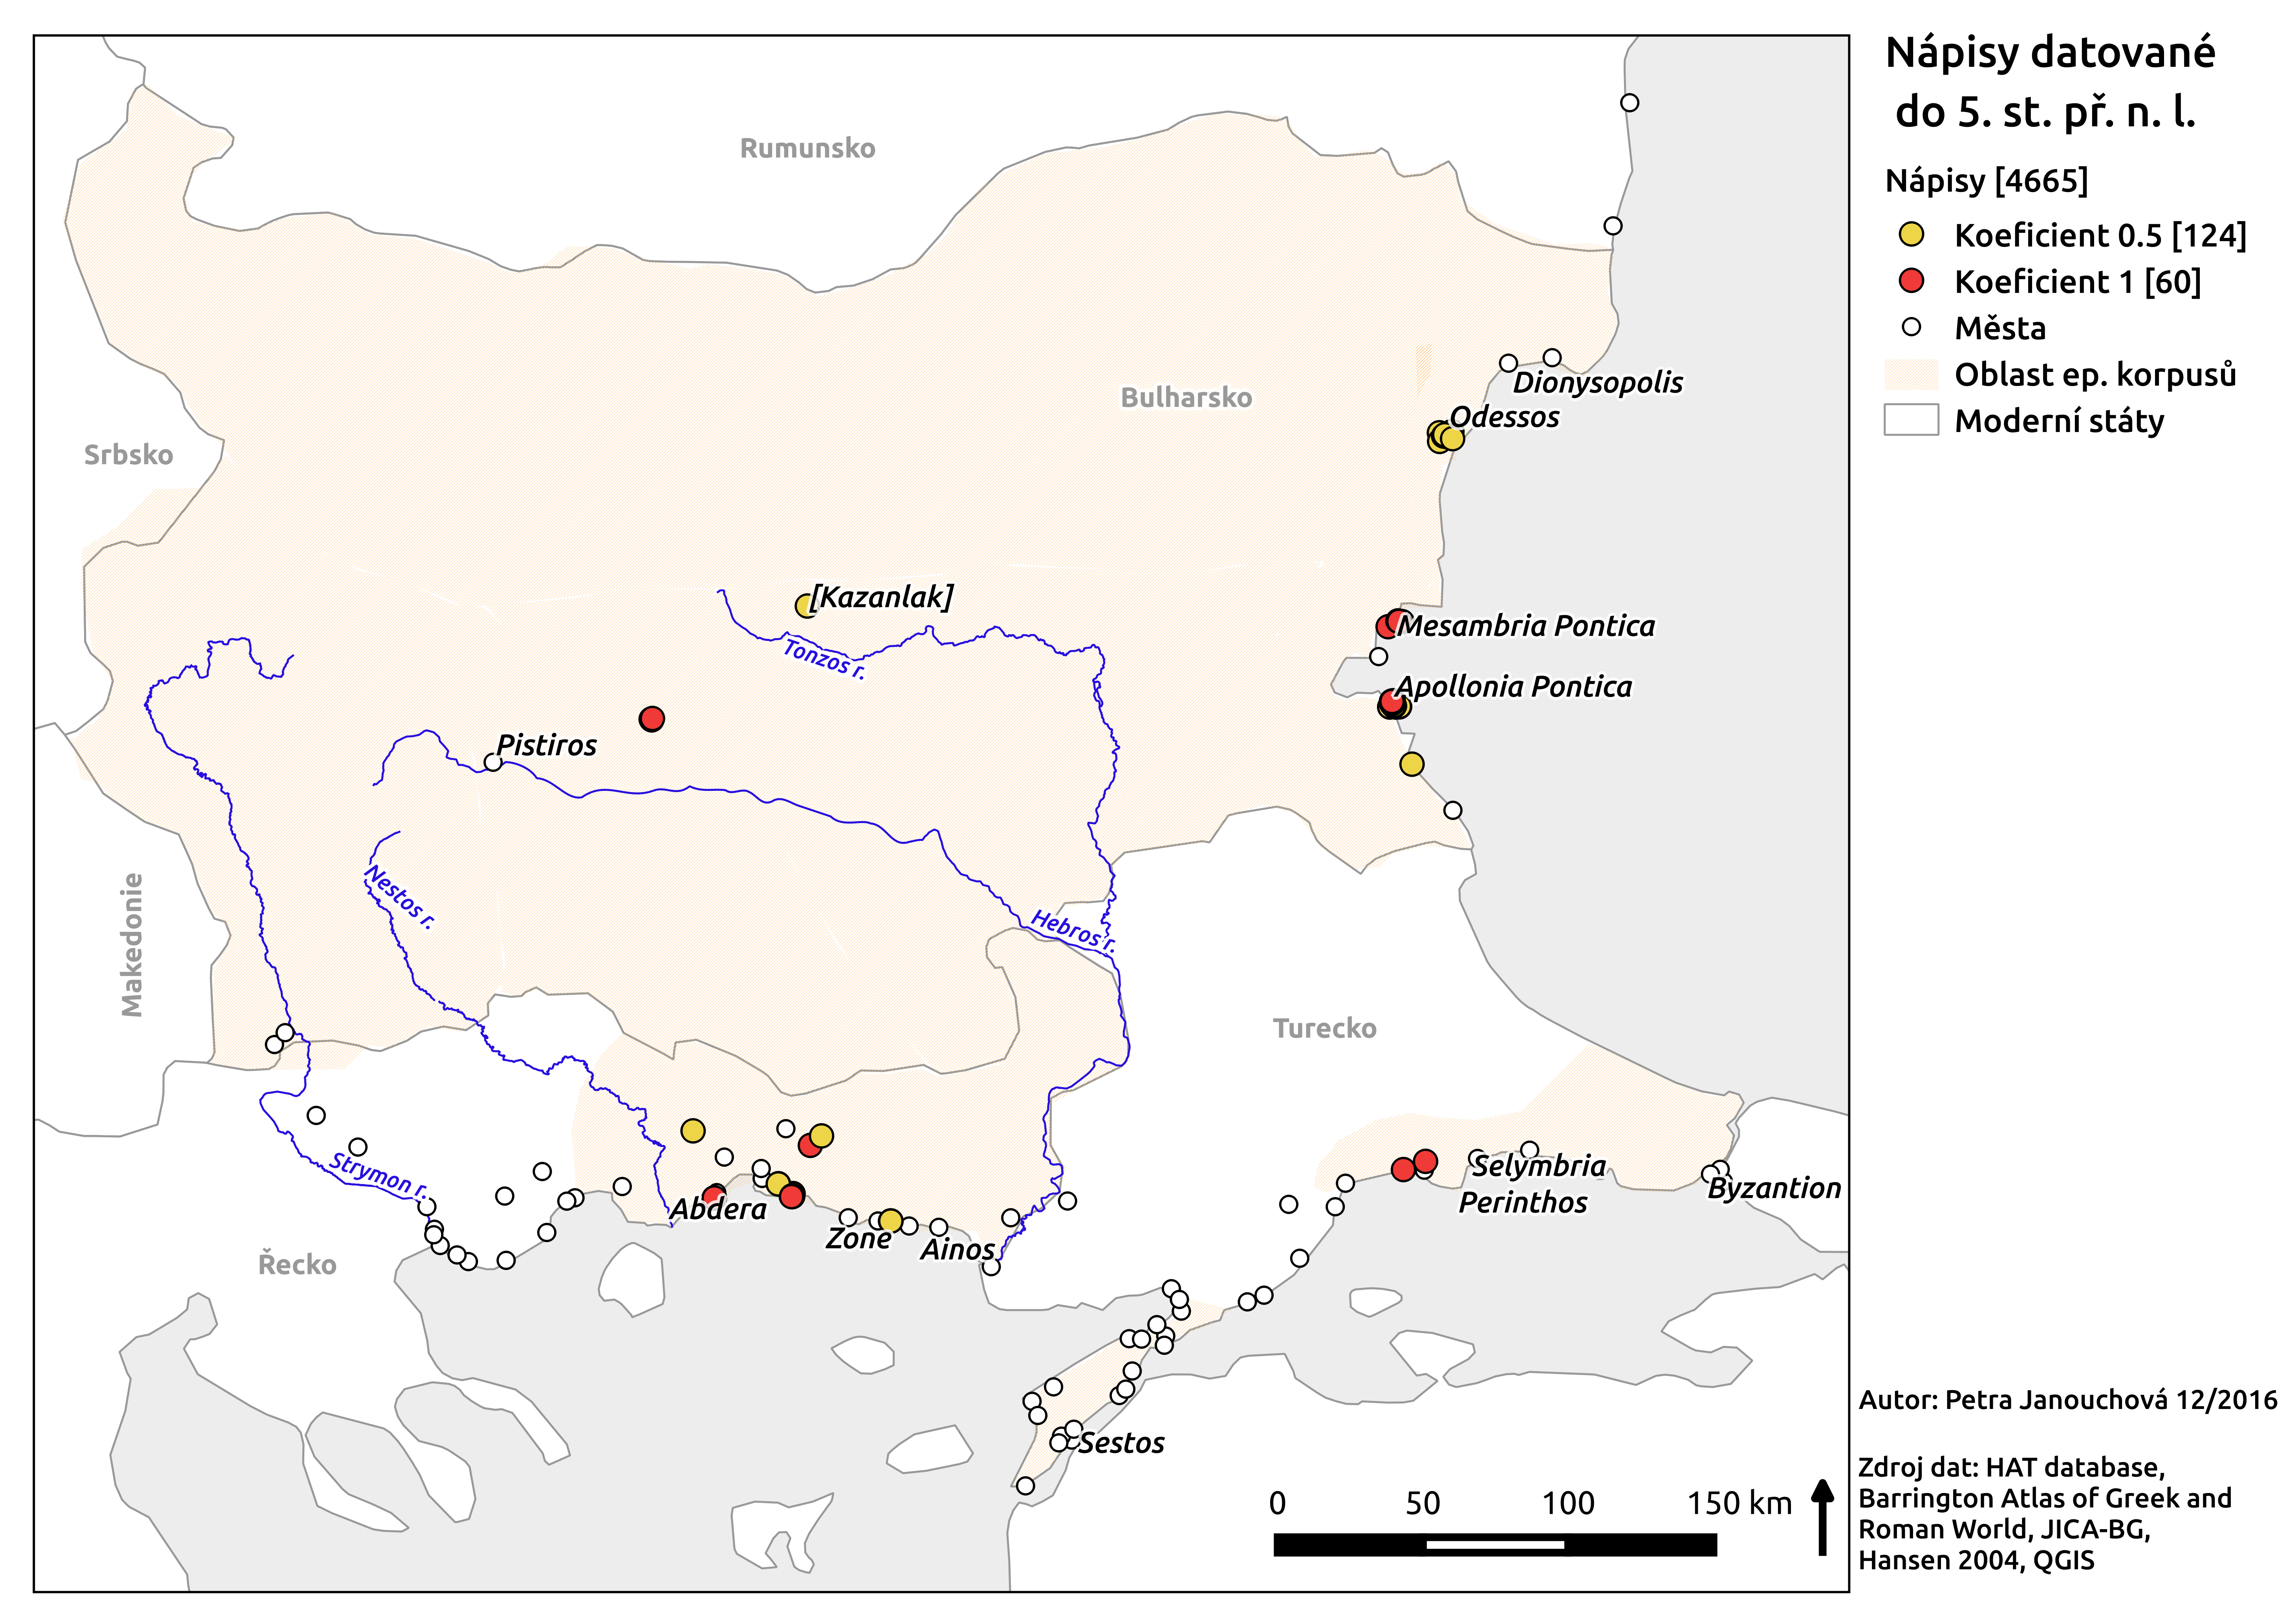 Nápisy datované
do 5. st. př. n. l.
Nápisy [4665]
Koeficient 0.5 [124]
Koeficient 1 [60]
Města
Oblast ep. korpusů
Moderní státy
Rumunsko
Bulharsko
Srbsko
Dionysopolis
Odessos
[Kazanlak]
Mesambria Pontica
Tonzos r.
Apollonia Pontica
Pistiros
Nestos r.
Hebros r.
Makedonie
Turecko
Strymon r.
Selymbria
Perinthos
Byzantion
Abdera
Zone
Ainos
Řecko
Sestos
0 50 100 150 km
Autor: Petra Janouchová 12/2016
Zdroj dat: HAT database,
Barrington Atlas of Greek and
Roman World, JICA-BG,
Hansen 2004, QGIS